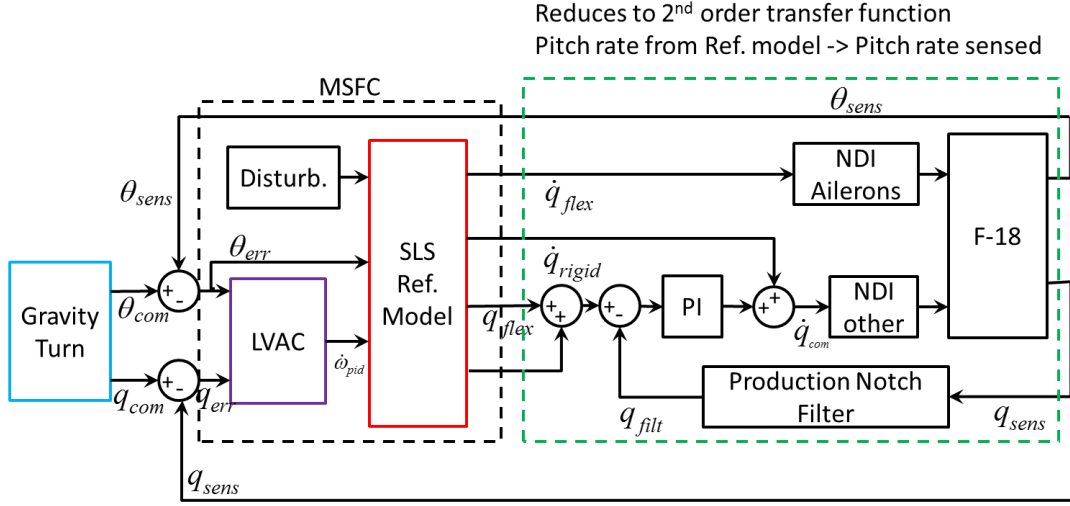 Reduces to 2nd order transfer function
Pitch rate from Ref. model -> Pitch rate sensed
MSFC
θsens
Disturb.
NDI
Ailerons
q̇flex
θsens
F-18
θerr
SLS
Ref.
Model
q̇rigid
θcom
+
-
Gravity
Turn
LVAC
ω̇pid
qflex
+
+
+
-
PI
+
+
q̇com
NDI
other
+
-
qcom
qerr
Production Notch
Filter
qfilt
qsens
qsens